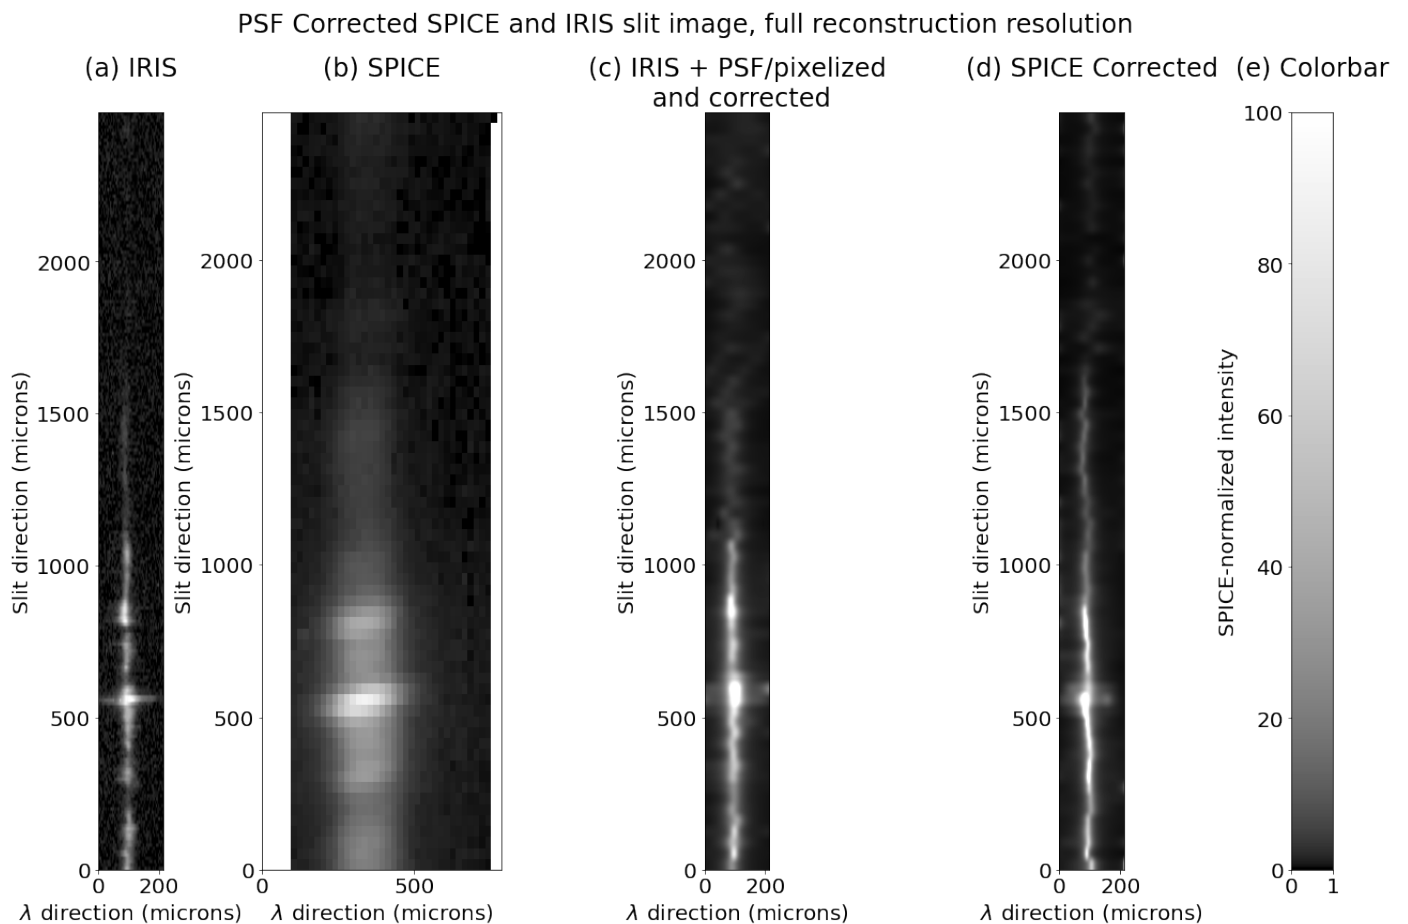 PSF Corrected SPICE and IRIS slit image, full reconstruction resolution
(a) IRIS
(b) SPICE
(c) IRIS + PSF/pixelized
and corrected
(d) SPICE Corrected
(e) Colorbar
Slit direction (microns)
2000
1500
1000
500
0
0 200
λ direction (microns)
Slit direction (microns)
2000
1500
1000
500
0
0 500
λ direction (microns)
Slit direction (microns)
2000
1500
1000
500
0
0 200
λ direction (microns)
Slit direction (microns)
2000
1500
1000
500
0
0 200
λ direction (microns)
SPICE-normalized intensity
100
80
60
40
20
0
0 1